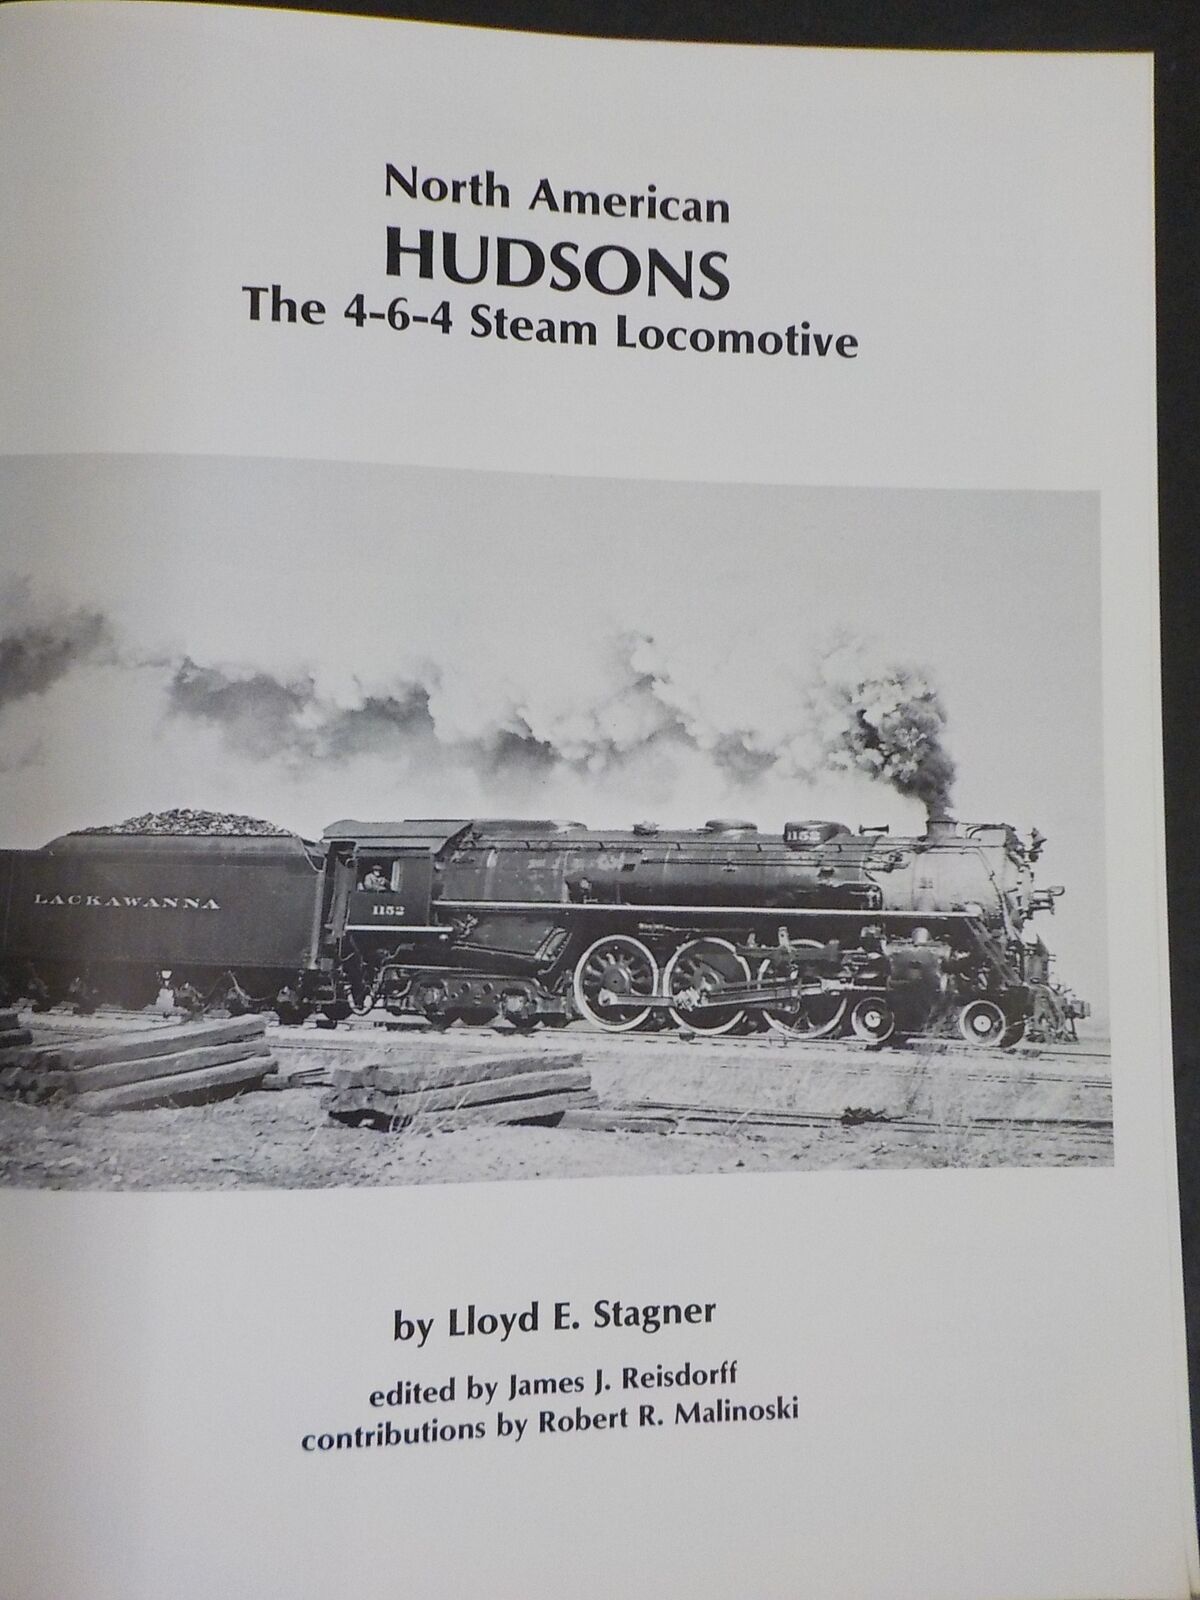 North American
HUDSONS
The 4-6-4 Steam Locomotive
1152
LACKAWANNA
1152
by Lloyd E. Stagner
edited by James J. Reisdorff
contributions by Robert R. Malinoski